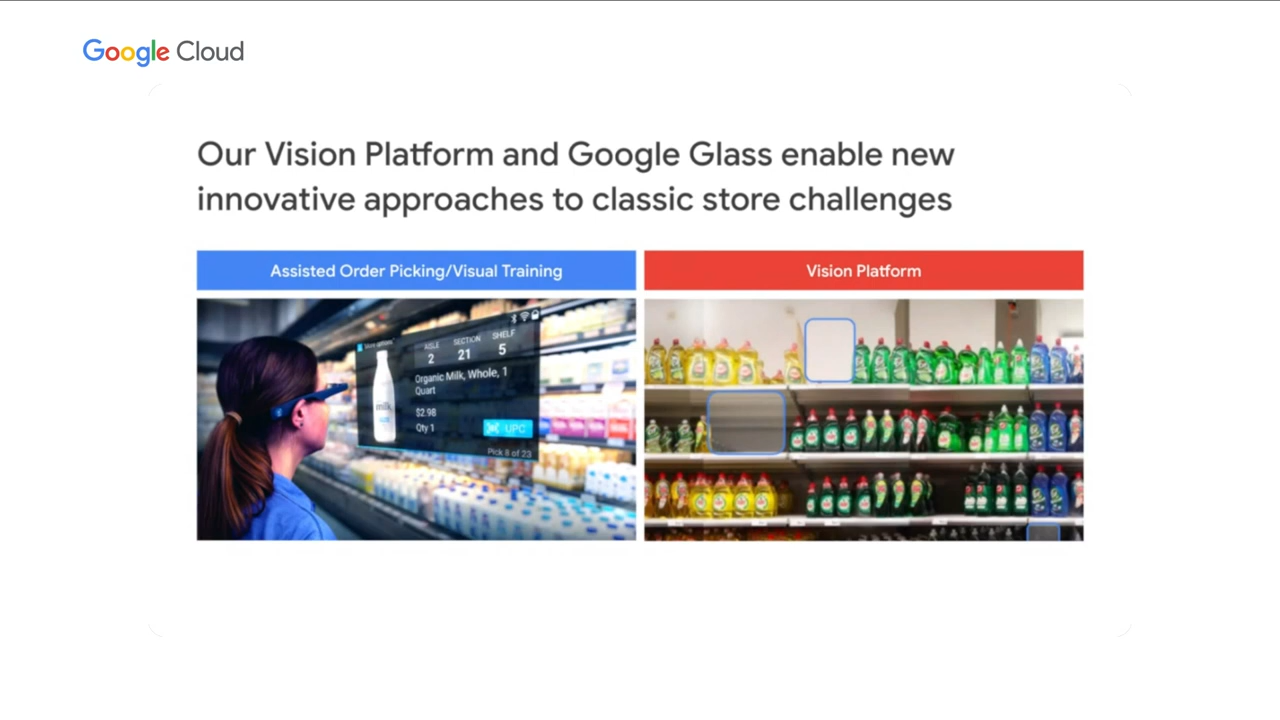 Google Cloud
Our Vision Platform and Google Glass enable new
innovative approaches to classic store challenges
Assisted Order Picking/Visual Training
Vision Platform
AISLE SECTION SHELF
2 21 5
Organic Milk, Whole, 1
Quart
milk
$2.98
Qty 1
UPC
Pick 8 of 23